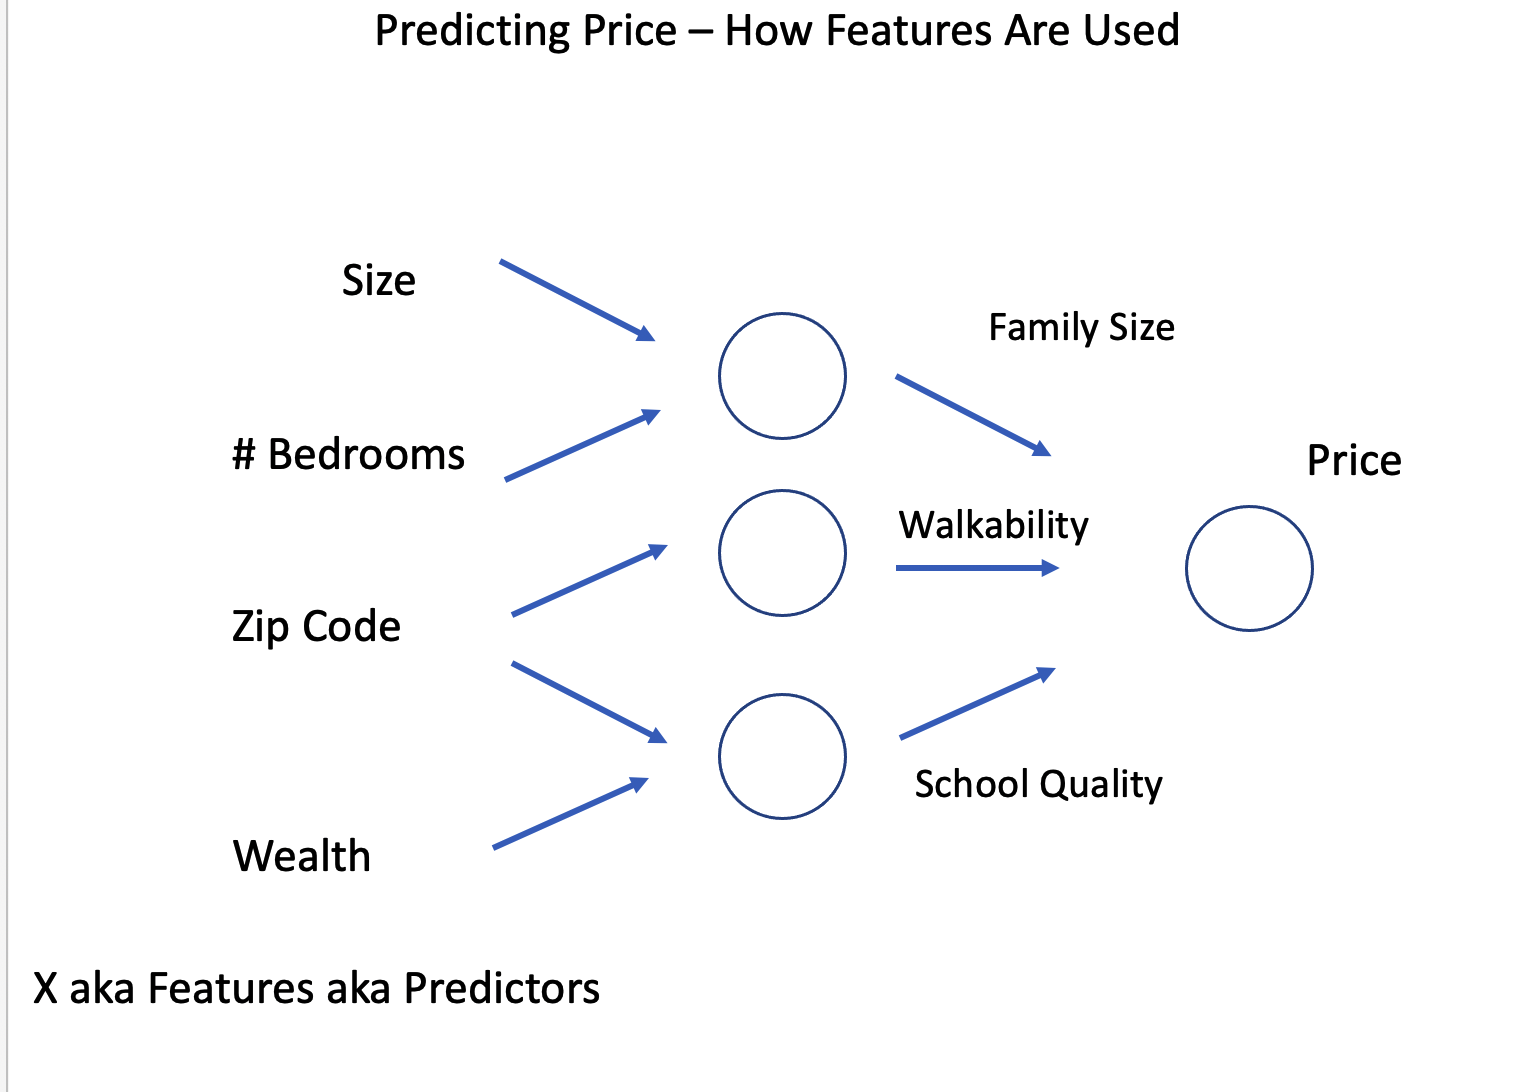 Predicting Price – How Features Are Used
Size
Family Size
# Bedrooms
Price
Walkability
Zip Code
School Quality
Wealth
X aka Features aka Predictors